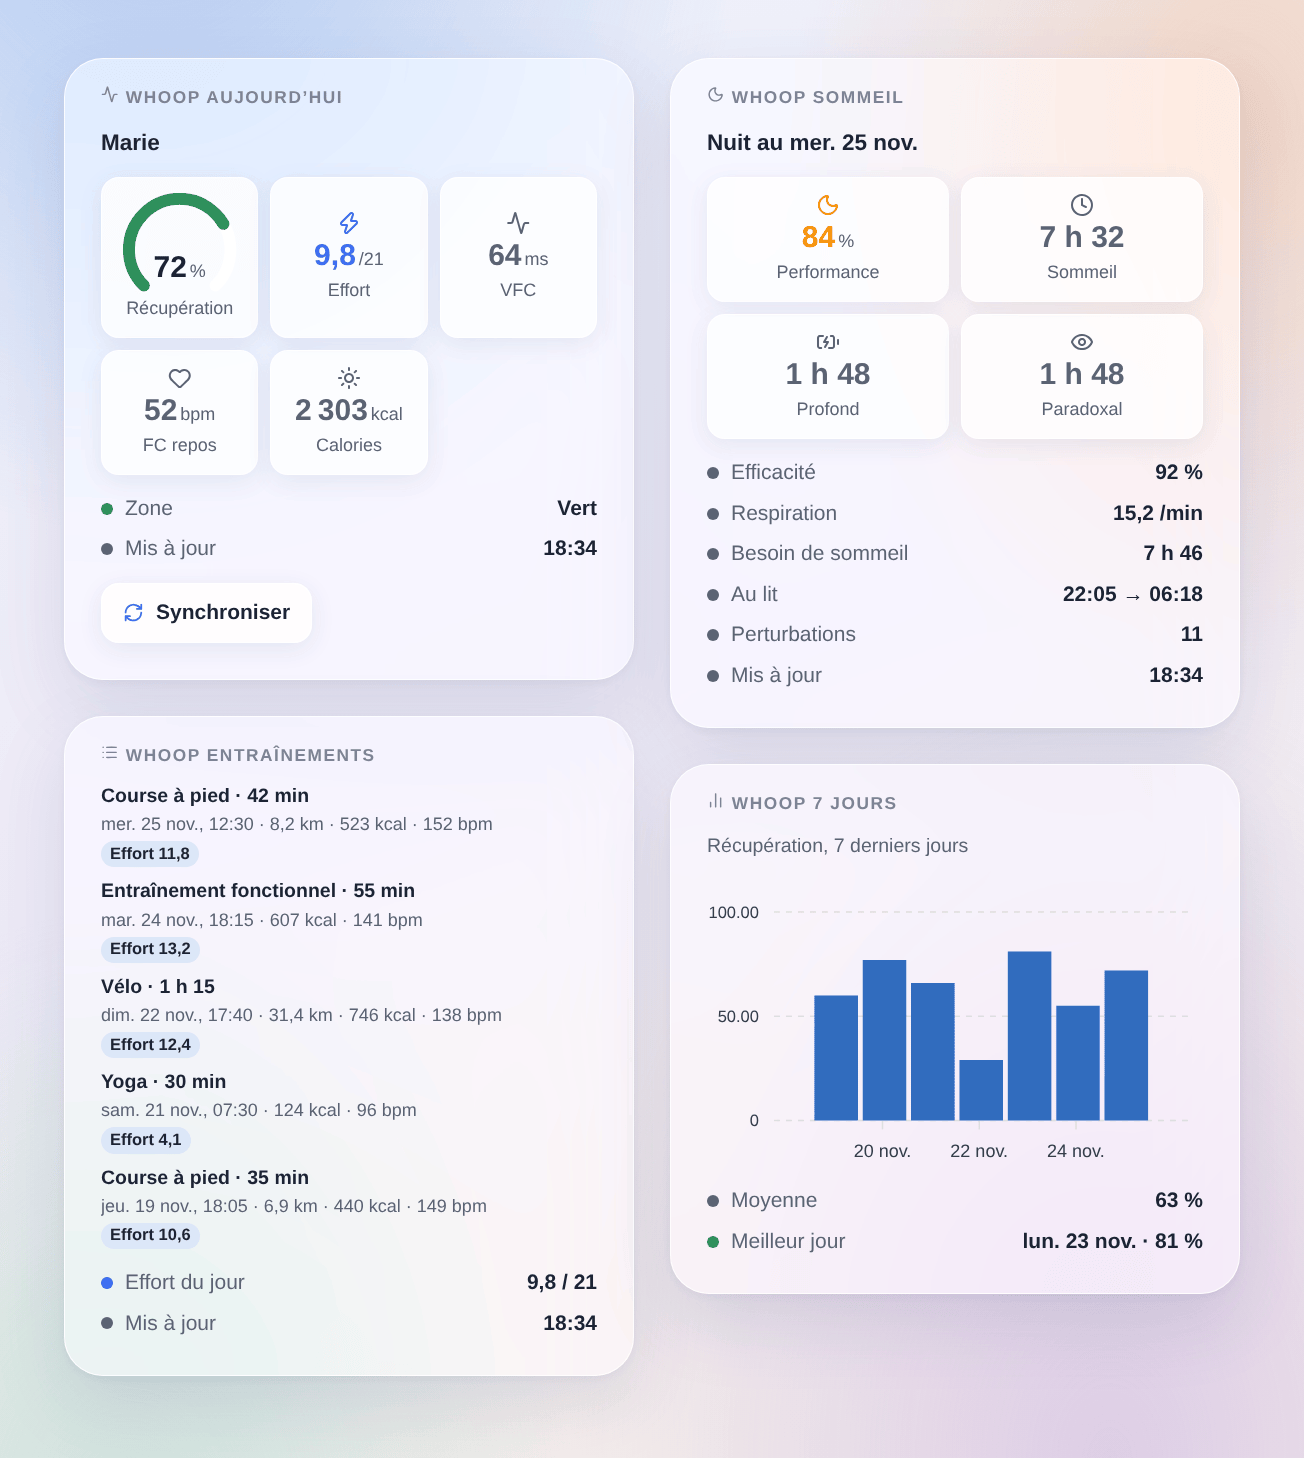 WHOOP AUJOURD’HUI
Marie
72 %
Récupération
9,8 /21
Effort
64 ms
VFC
52 bpm
FC repos
2 303 kcal
Calories
Zone Vert
Mis à jour 18:34
Synchroniser
WHOOP SOMMEIL
Nuit au mer. 25 nov.
84 %
Performance
7 h 32
Sommeil
1 h 48
Profond
1 h 48
Paradoxal
Efficacité 92 %
Respiration 15,2 /min
Besoin de sommeil 7 h 46
Au lit 22:05 → 06:18
Perturbations 11
Mis à jour 18:34
WHOOP ENTRAÎNEMENTS
Course à pied · 42 min
mer. 25 nov., 12:30 · 8,2 km · 523 kcal · 152 bpm
Effort 11,8
Entraînement fonctionnel · 55 min
mar. 24 nov., 18:15 · 607 kcal · 141 bpm
Effort 13,2
Vélo · 1 h 15
dim. 22 nov., 17:40 · 31,4 km · 746 kcal · 138 bpm
Effort 12,4
Yoga · 30 min
sam. 21 nov., 07:30 · 124 kcal · 96 bpm
Effort 4,1
Course à pied · 35 min
jeu. 19 nov., 18:05 · 6,9 km · 440 kcal · 149 bpm
Effort 10,6
Effort du jour 9,8 / 21
Mis à jour 18:34
WHOOP 7 JOURS
Récupération, 7 derniers jours
100.00
50.00
0
20 nov. 22 nov. 24 nov.
Moyenne 63 %
Meilleur jour lun. 23 nov. · 81 %